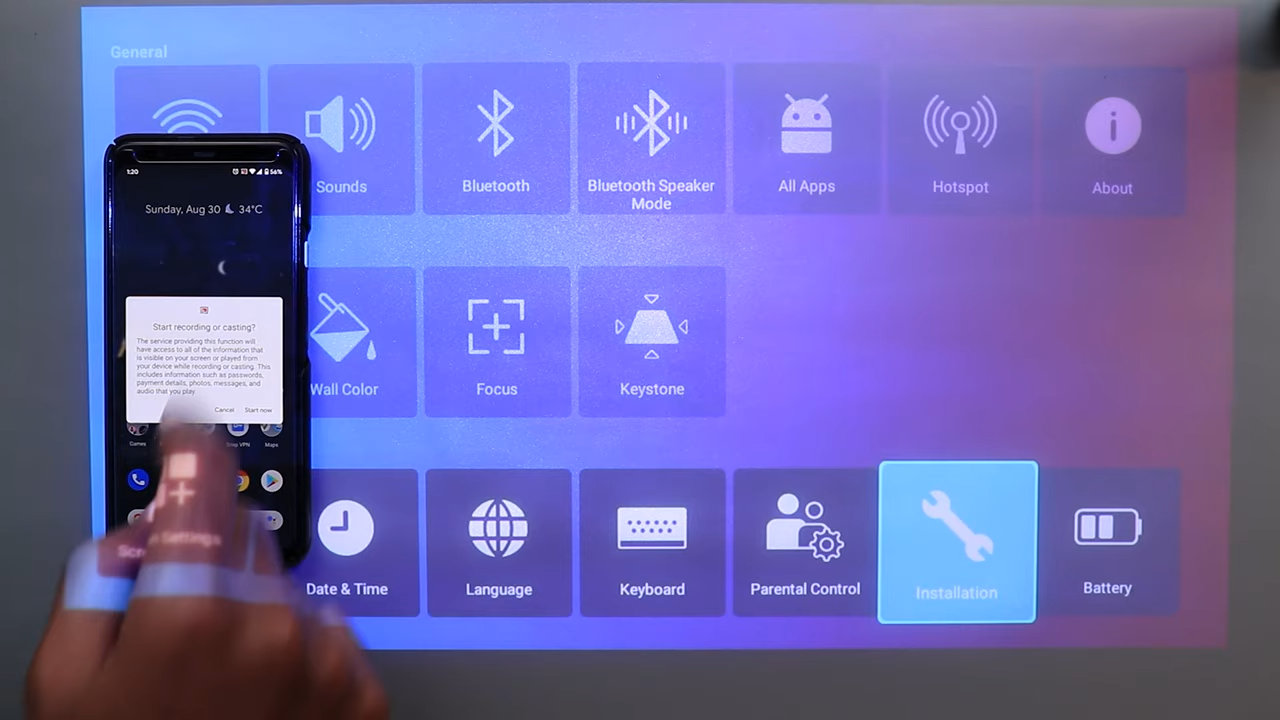 General
Sounds
Bluetooth
Bluetooth Speaker
Mode
All Apps
Hotspot
About
1:20
56%
Sunday, Aug 30 34°C
Start recording or casting?
The service providing this function will
have access to all of the information that
is visible on your screen or played from
your device while recording or casting. This
includes information such as passwords,
payment details, photos, messages, and
audio that you play
Cancel Start now
Wall Color
Focus
Keystone
Games
VPN
Maps
Settings
Date & Time
Language
Keyboard
Parental Control
Installation
Battery